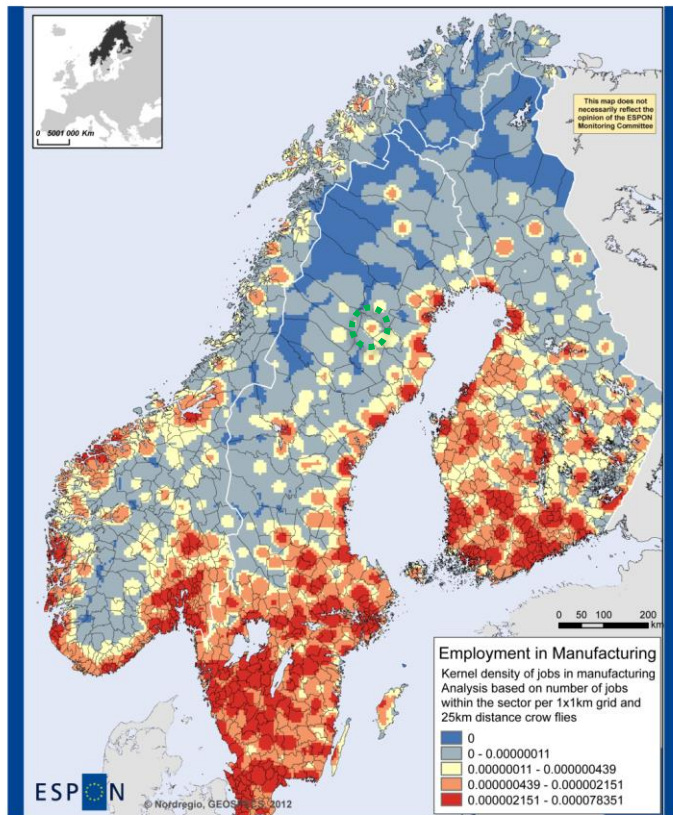 This map does not
necessarily reflect the
opinion of the ESPON
Monitoring Committee
0 5001 000 Km
0 50 100 200
km
Employment in Manufacturing
Kernel density of jobs in manufacturing
Analysis based on number of jobs
within the sector per 1x1km grid and
25km distance crow flies
0
0 - 0.00000011
0.00000011 - 0.000000439
0.000000439 - 0.000002151
0.000002151 - 0.000078351
ESPON
© Nordregio, GEOSPECS, 2012